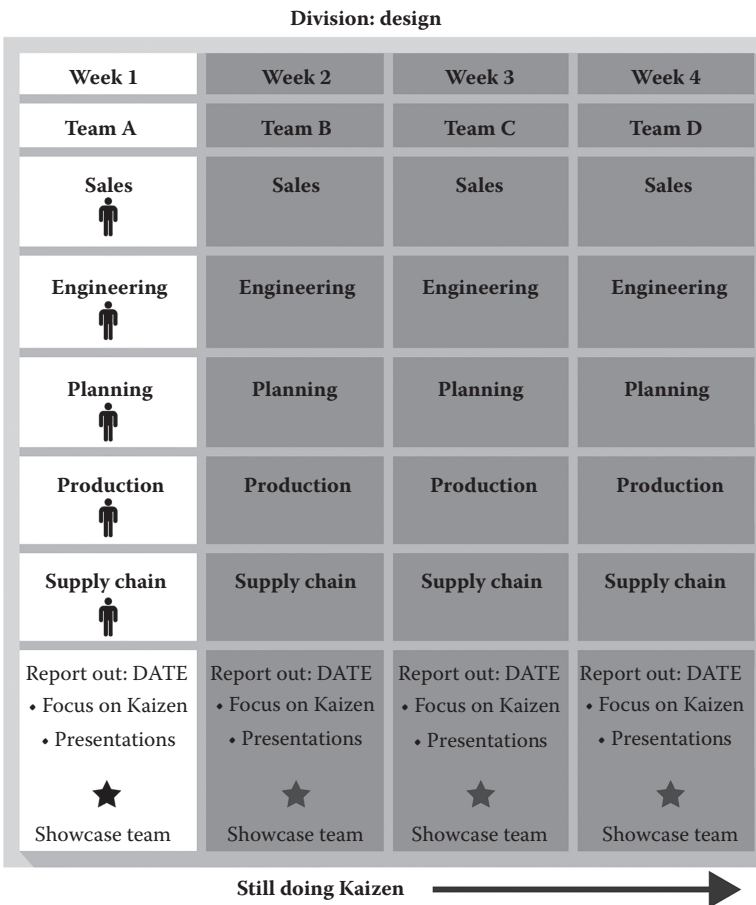 Division: design
Week 1
Week 2
Week 3
Week 4
Team A
Team B
Team C
Team D
Sales
Sales
Sales
Sales
Engineering
Engineering
Engineering
Engineering
Planning
Planning
Planning
Planning
Production
Production
Production
Production
Supply chain
Supply chain
Supply chain
Supply chain
Report out: DATE
• Focus on Kaizen
• Presentations
Showcase team
Report out: DATE
• Focus on Kaizen
• Presentations
Showcase team
Report out: DATE
• Focus on Kaizen
• Presentations
Showcase team
Report out: DATE
• Focus on Kaizen
• Presentations
Showcase team
Still doing Kaizen